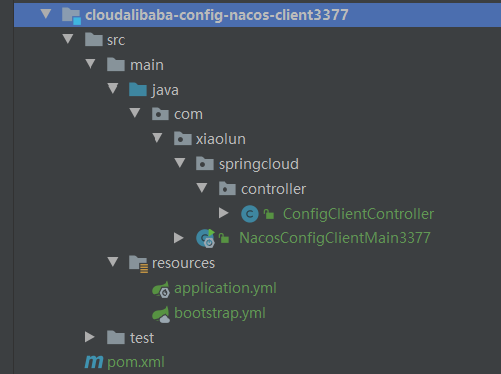 cloudalibaba-config-nacos-client3377
src
main
java
com
xiaolun
springcloud
controller
ConfigClientController
NacosConfigClientMain3377
resources
application.yml
bootstrap.yml
test
pom.xml